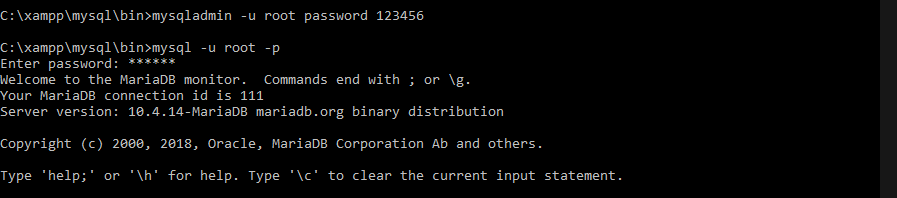 C:\xampp\mysql\bin>mysqladmin -u root password 123456
C:\xampp\mysql\bin>mysql -u root -p
Enter password: ******
Welcome to the MariaDB monitor.  Commands end with ; or \g.
Your MariaDB connection id is 111
Server version: 10.4.14-MariaDB mariadb.org binary distribution
Copyright (c) 2000, 2018, Oracle, MariaDB Corporation Ab and others.
Type 'help;' or '\h' for help. Type '\c' to clear the current input statement.